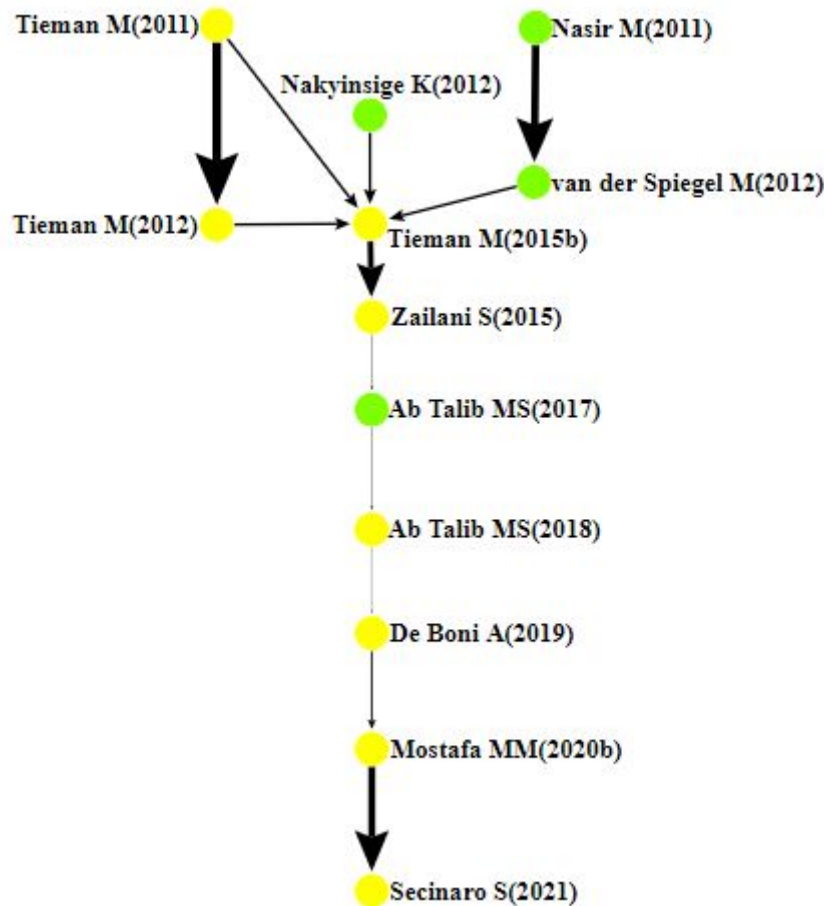 Tieman M(2011)
Nasir M(2011)
Nakyinsige K(2012)
van der Spiegel M(2012)
Tieman M(2012)
Tieman M(2015b)
Zailani S(2015)
Ab Talib MS(2017)
Ab Talib MS(2018)
De Boni A(2019)
Mostafa MM(2020b)
Secinaro S(2021)